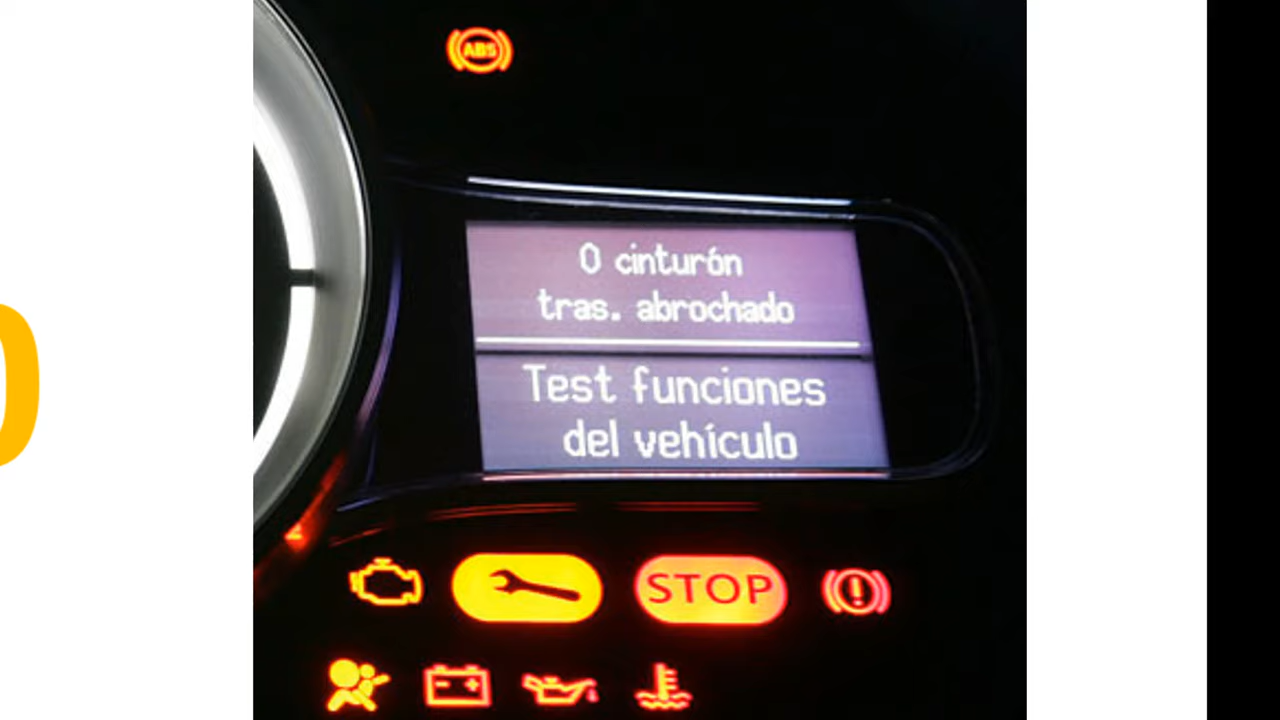 ABS
0 cinturón
tras. abrochado
Test funciones
del vehículo
STOP